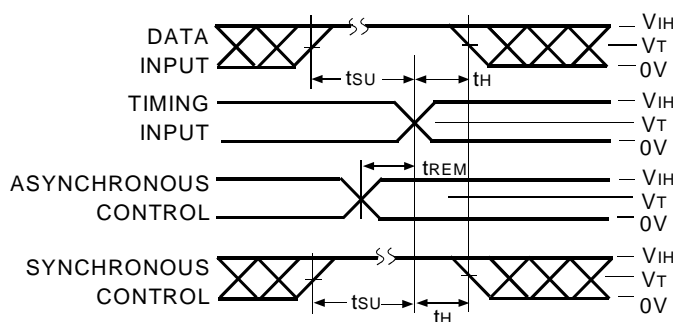 DATA
INPUT
tSU
tH
VIH
VT
0V
TIMING
INPUT
VIH
VT
0V
tREM
ASYNCHRONOUS
CONTROL
VIH
VT
0V
SYNCHRONOUS
CONTROL
tSU
tH
VIH
VT
0V